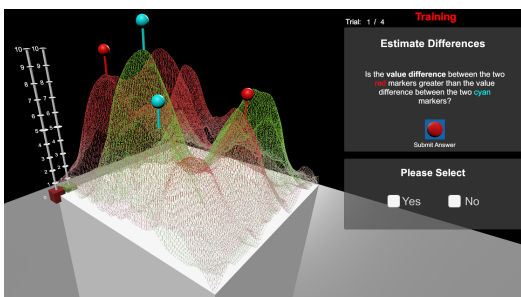 Trial: 1 / 4
Training
Estimate Differences
Is the value difference between the two
red markers greater than the value
difference between the two cyan
markers?
Submit Answer
Please Select
Yes
No
10 10
9 9
8 8
7 7
6 6
5 5
4 4
3 3
2 2
1 1